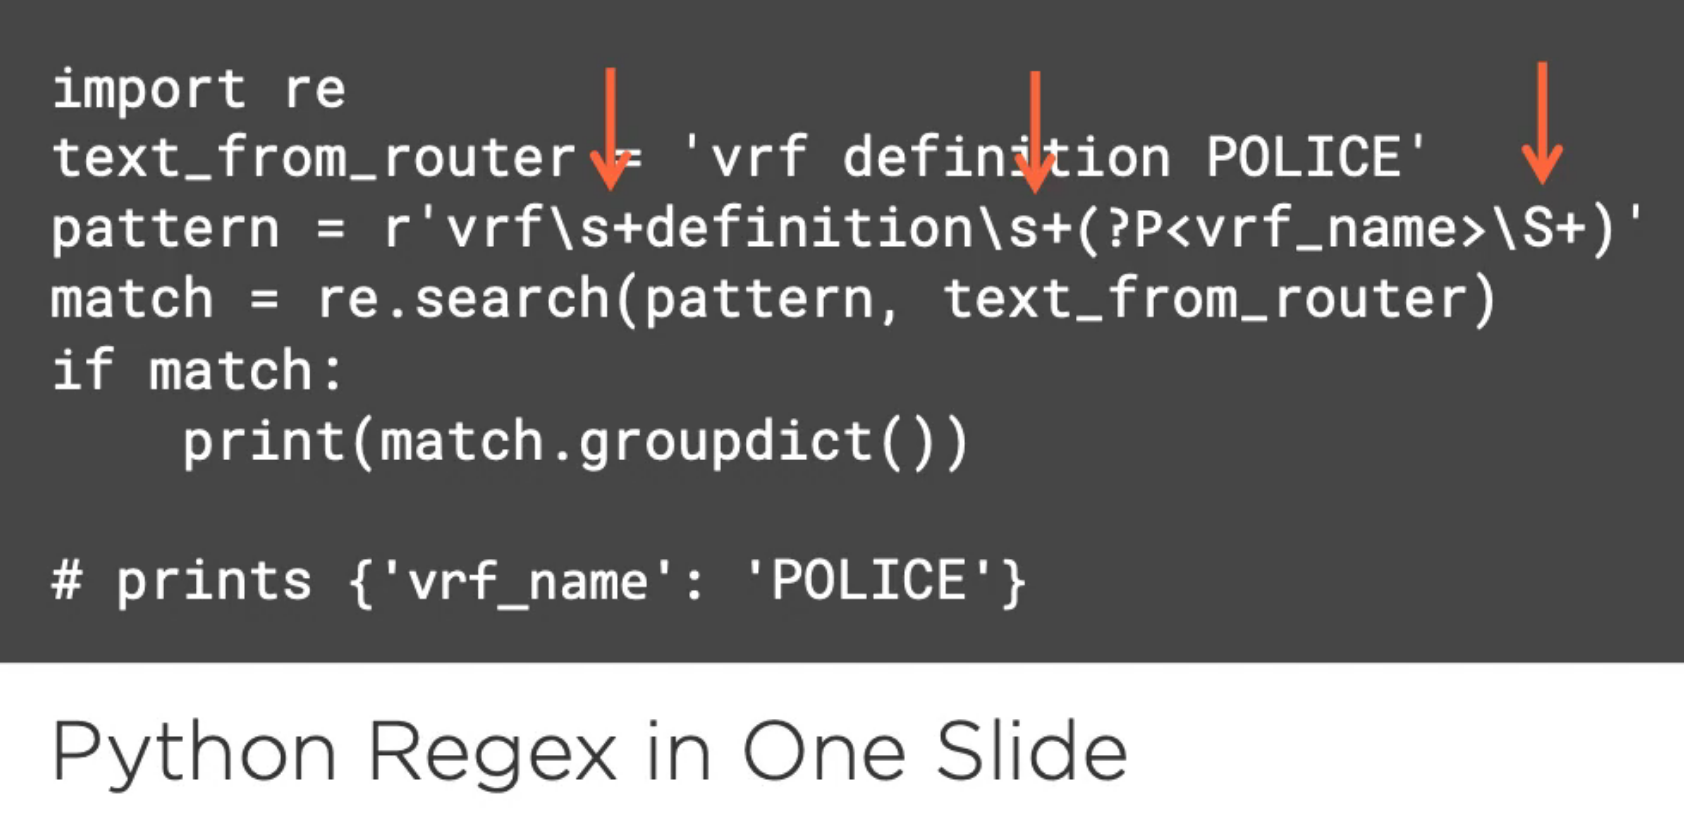 import re
text_from_router = 'vrf definition POLICE'
pattern = r'vrf\s+definition\s+(?P<vrf_name>\S+)'
match = re.search(pattern, text_from_router)
if match:
    print(match.groupdict())
# prints {'vrf_name': 'POLICE'}
Python Regex in One Slide